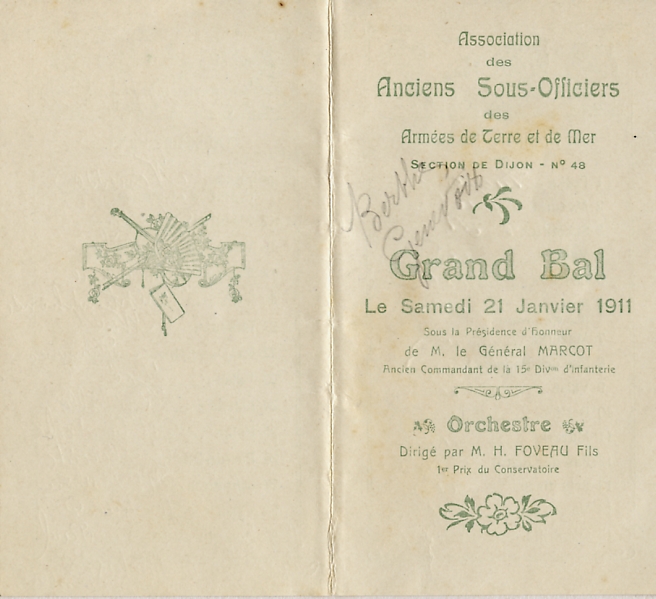 Association
des
Anciens Sous-Officiers
des
Armées de Terre et de Mer
SECTION DE DIJON - Nº 48
Berthe
Grand Bal
Le Samedi 21 Janvier 1911
Sous la Présidence d'Honneur
de M. le Général MARCOT
Ancien Commandant de la 15e Divon d'infanterie
Orchestre
Dirigé par M. H. FOVEAU Fils
1er Prix du Conservatoire